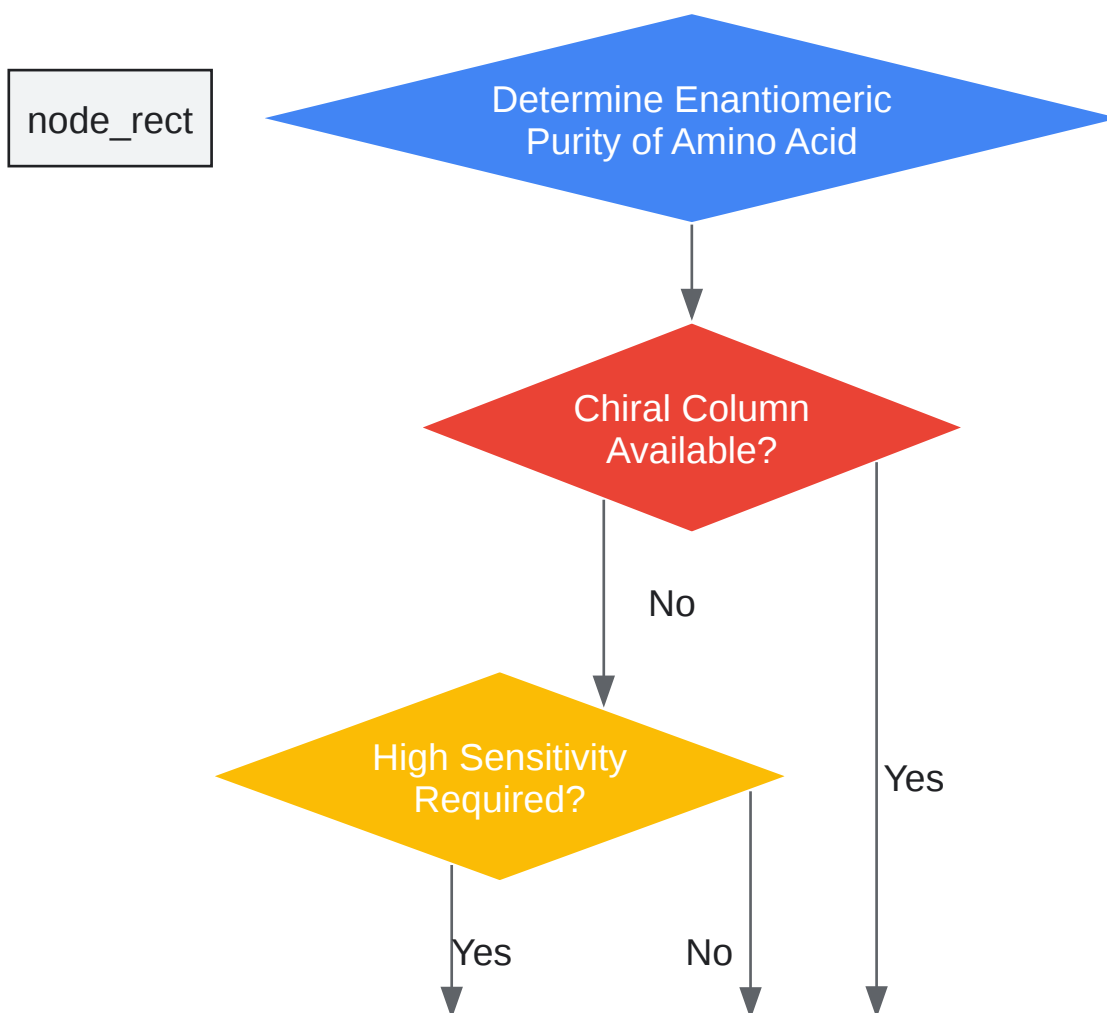 node_rect
Determine Enantiomeric
Purity of Amino Acid
Chiral Column
Available?
No
High Sensitivity
Required?
Yes
Yes
No